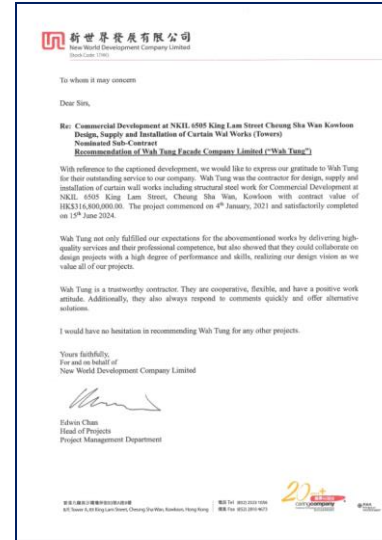 新世界發展有限公司
New World Development Company Limited
To whom it may concern
Dear Sirs,
Re: Commercial Development at NKIL 6505 King Lam Street Cheung Sha Wan Kowloon
Design, Supply and Installation of Curtain Wal Works (Towers)
Nominated Sub-Contract
Recommendation of Wah Tung Facade Company Limited ("Wah Tung")
With reference to the captioned development, we would like to express our gratitude to Wah Tung
for their outstanding service to our company. Wah Tung was the contractor for design, supply and
installation of curtain wall works including structural steel work for Commercial Development at
NKIL 6505 King Lam Street, Cheung Sha Wan, Kowloon with contract value of
HK$316,800,000.00. The project commenced on 4th January, 2021 and satisfactorily completed
on 15th June 2024.
Wah Tung not only fulfilled our expectations for the abovementioned works by delivering high-
quality services and their professional competence, but also showed that they could collaborate on
design projects with a high degree of performance and skills, realizing our design vision as we
value all of our projects.
Wah Tung is a trustworthy contractor. They are cooperative, flexible, and have a positive work
attitude. Additionally, they also always respond to comments quickly and offer alternative
solutions.
I would have no hesitation in recommending Wah Tung for any other projects.
Yours faithfully,
For and on behalf of
New World Development Company Limited
Edwin Chan
Head of Projects
Project Management Department